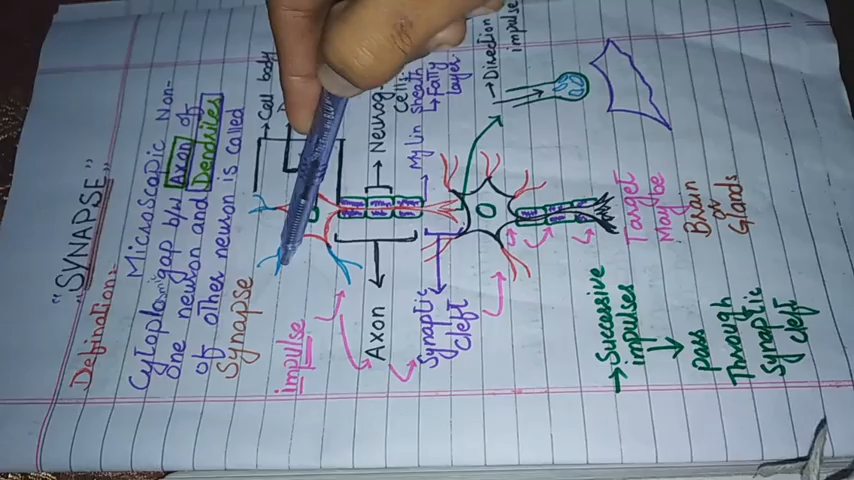 "SYNAPSE"
Defination:-
MicroScopic Non-
Cytoplasmic gap b/w Axon of
one neuron and Dendrites
of other neuron is called
Synapse
→Cell body
impulse
Axon
→Neurog
cells.
Mylin sheath
→Fatty
layer.
Synaptic
Cleft
→Direction
impulse
Target
May be
Brain
or
Glands
→Successive
impulses
↓
pass
Through
Synaptic
cleft